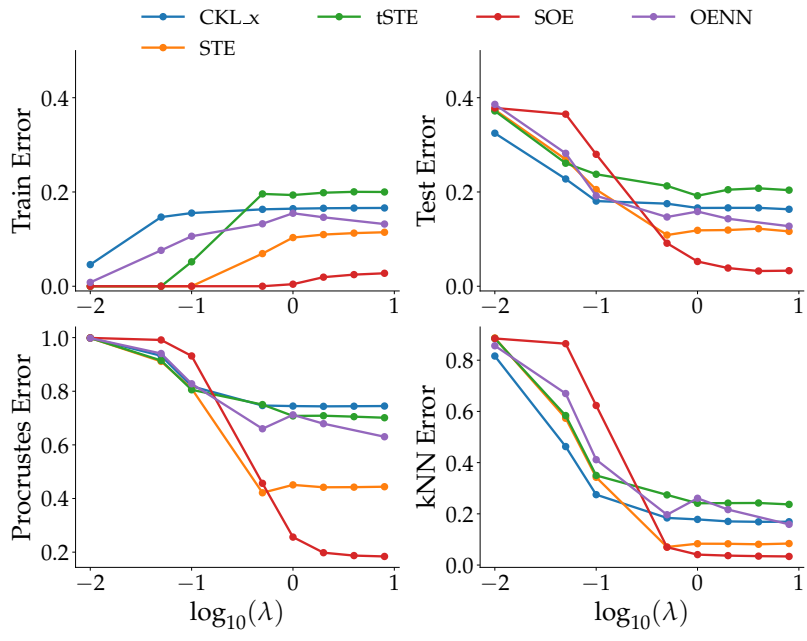 CKL_x tSTE SOE OENN
STE
Train Error
0.4
0.2
0.0
−2 −1 0 1
Test Error
0.4
0.2
0.0
−2 −1 0 1
Procrustes Error
1.0
0.8
0.6
0.4
0.2
−2 −1 0 1
log₁₀(λ)
kNN Error
0.8
0.6
0.4
0.2
0.0
−2 −1 0 1
log₁₀(λ)